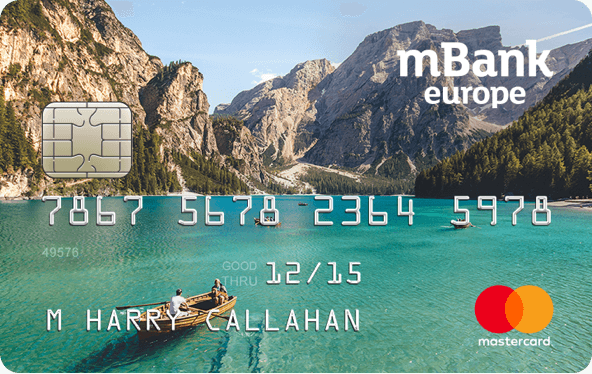 mBank
europe
7867 5678 2364 5978
49576
GOOD
THRU 12/15
M HARRY CALLAHAN
mastercard